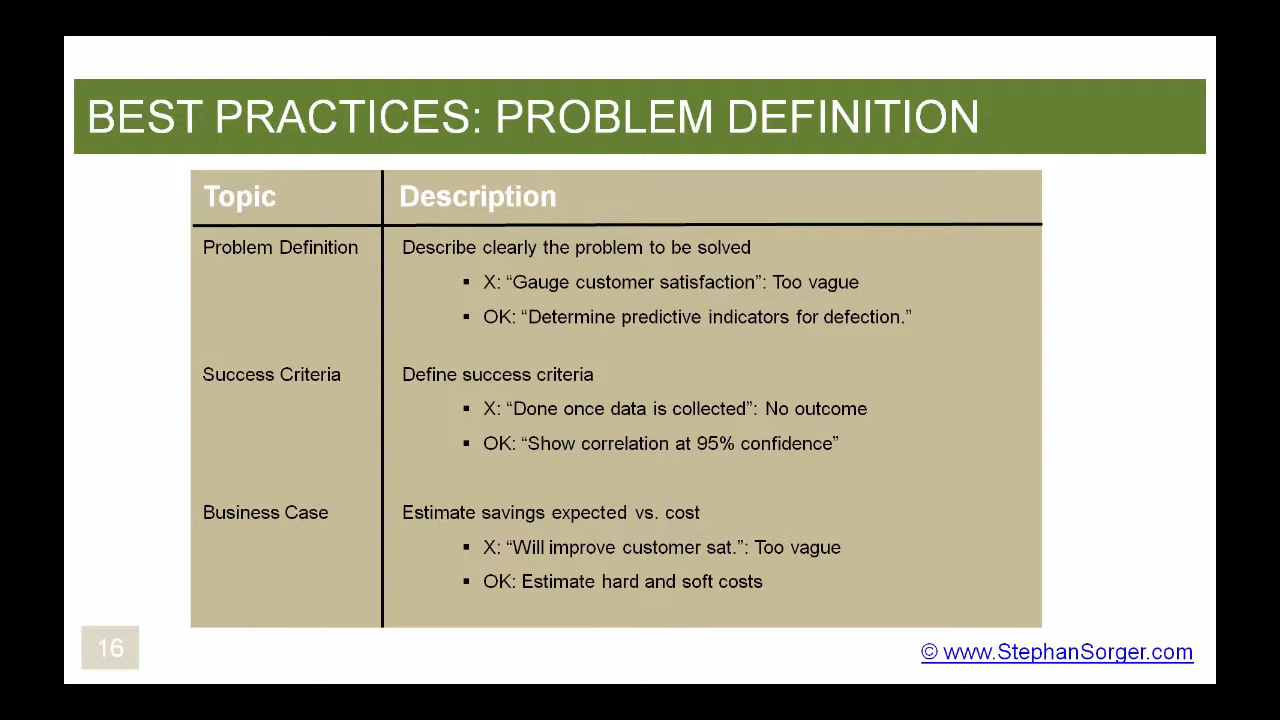 BEST PRACTICES: PROBLEM DEFINITION
Topic
Description
Problem Definition
Describe clearly the problem to be solved
▪ X: “Gauge customer satisfaction”: Too vague
▪ OK: “Determine predictive indicators for defection.”
Success Criteria
Define success criteria
▪ X: “Done once data is collected”: No outcome
▪ OK: “Show correlation at 95% confidence”
Business Case
Estimate savings expected vs. cost
▪ X: “Will improve customer sat.”: Too vague
▪ OK: Estimate hard and soft costs
16
© www.StephanSorger.com